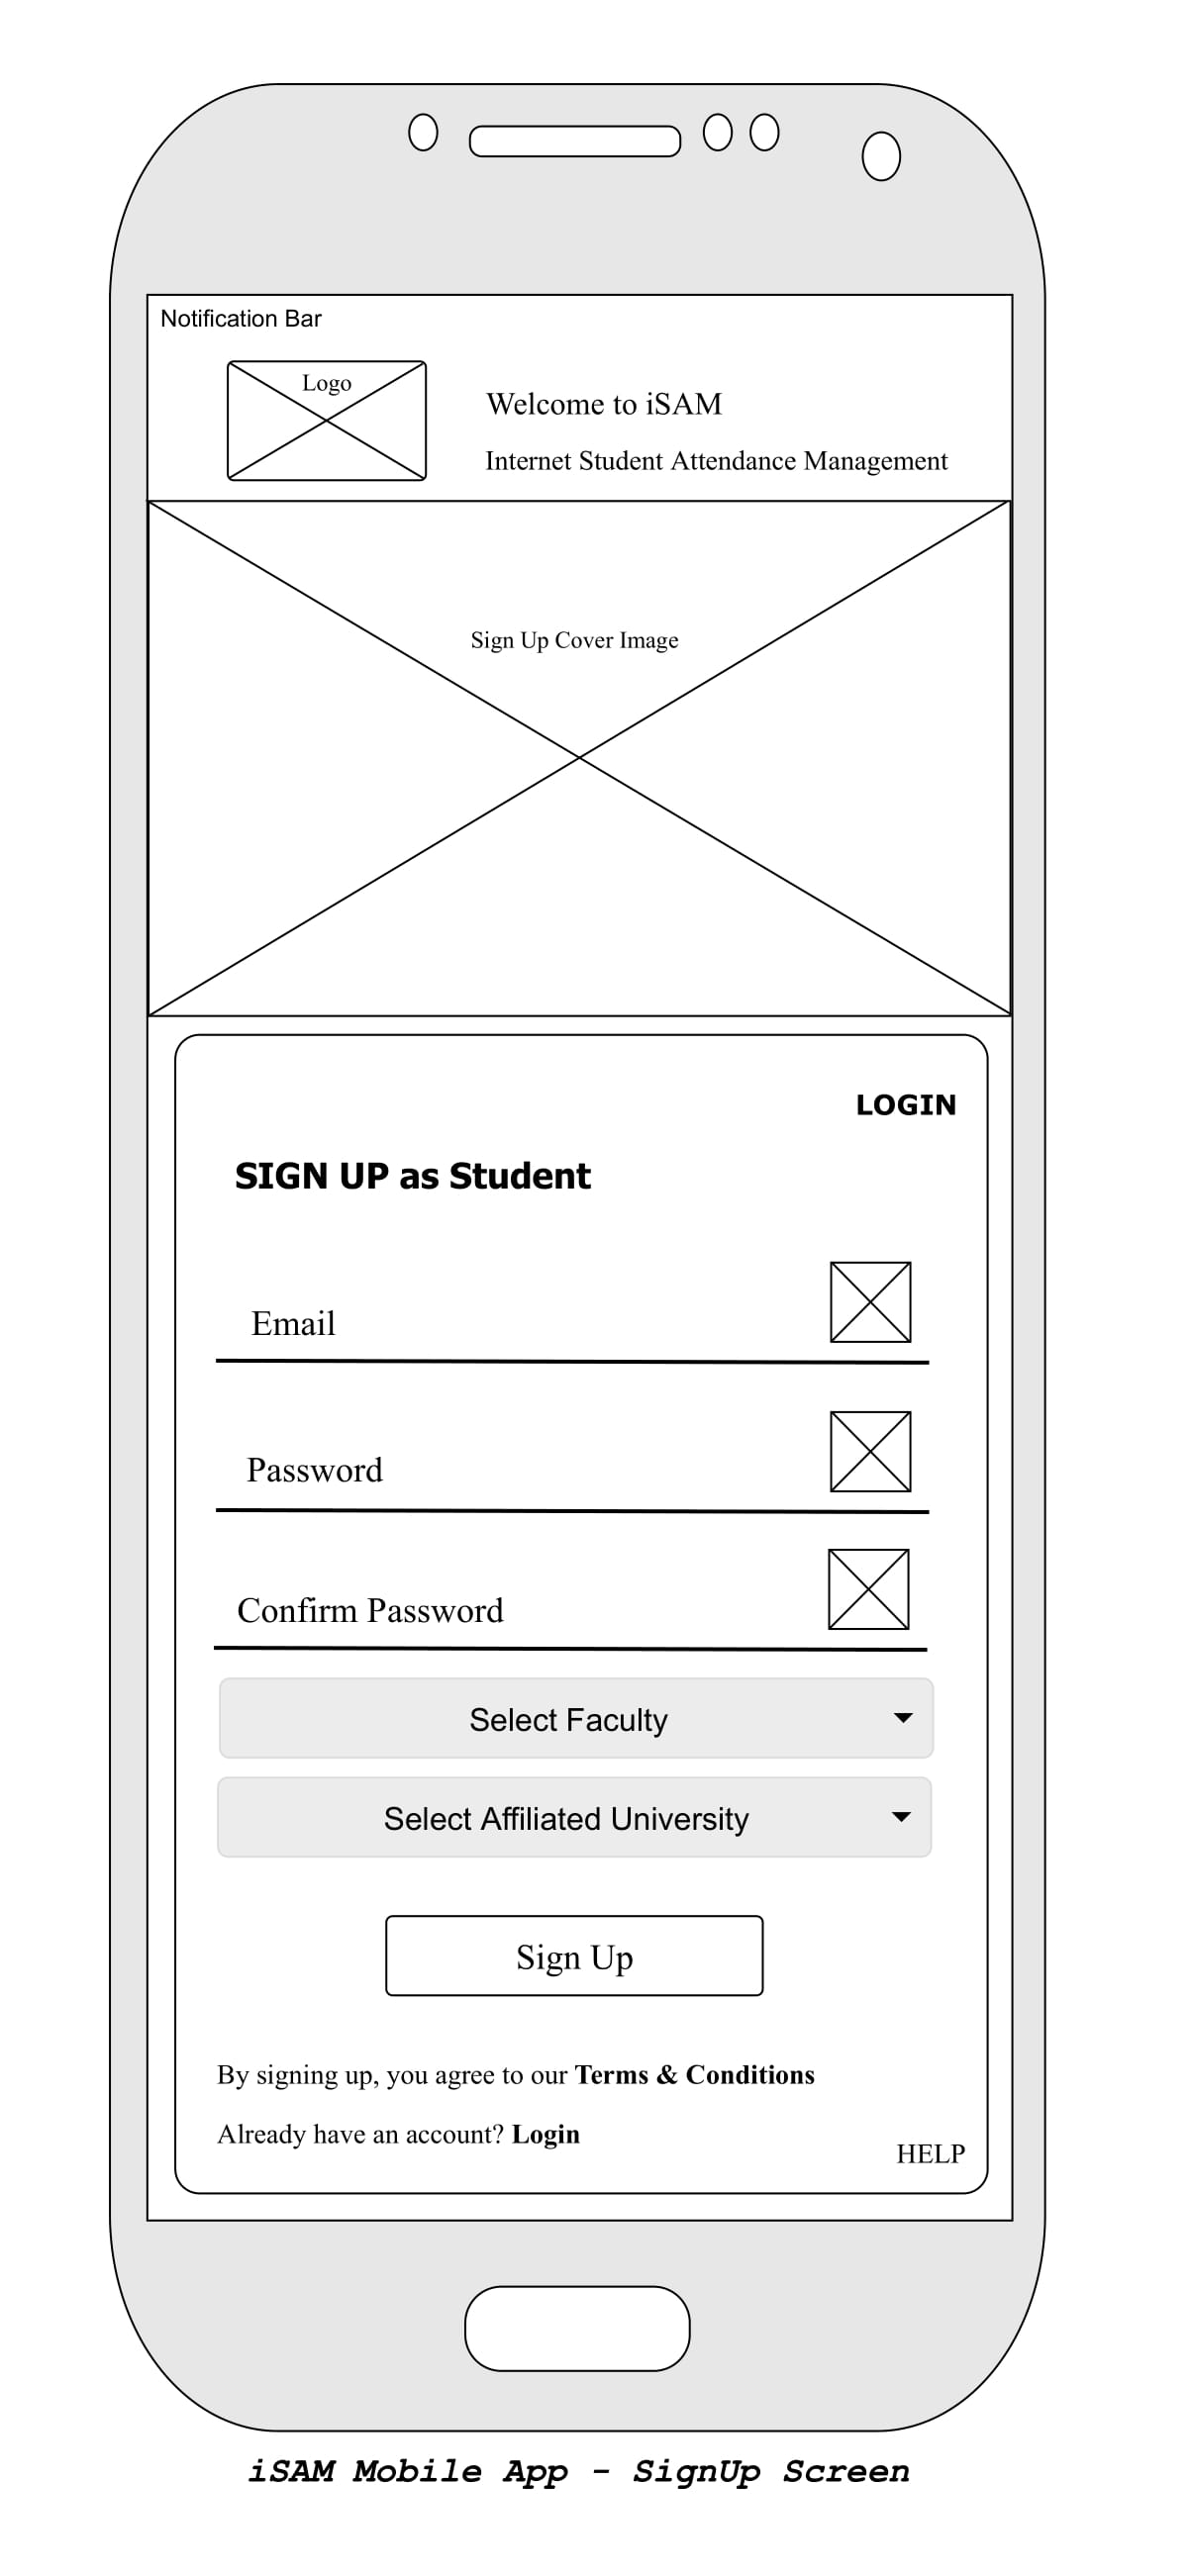 Notification Bar
Logo
Welcome to iSAM
Internet Student Attendance Management
Sign Up Cover Image
LOGIN
SIGN UP as Student
Email
Password
Confirm Password
Select Faculty
Select Affiliated University
Sign Up
By signing up, you agree to our Terms & Conditions
Already have an account? Login
HELP
iSAM Mobile App - SignUp Screen